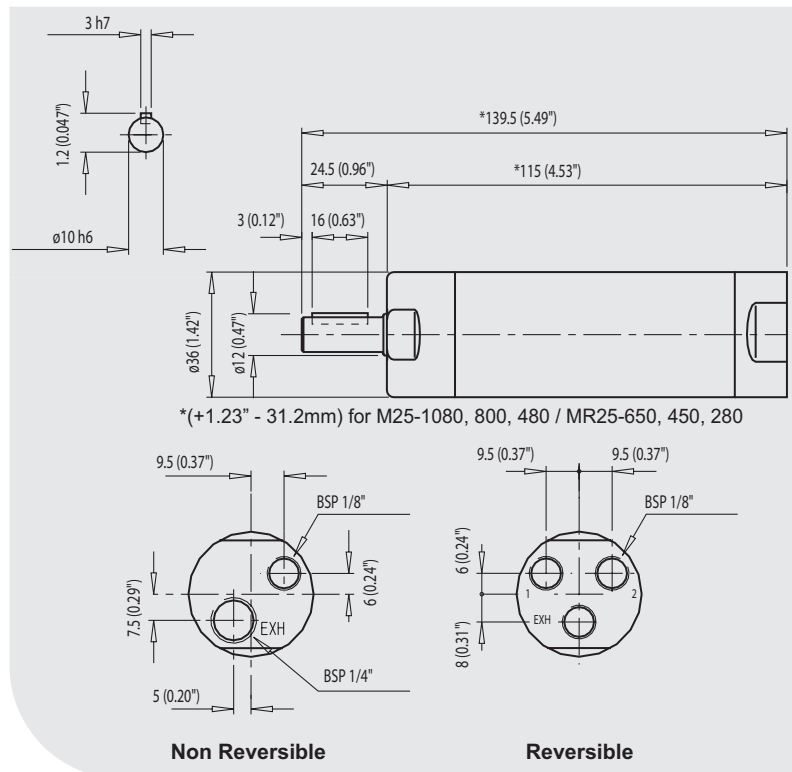 3 h7
1.2 (0.047")
ø10 h6
*139.5 (5.49")
24.5 (0.96")
*115 (4.53")
3 (0.12")
16 (0.63")
ø36 (1.42")
ø12 (0.47")
*(+1.23” - 31.2mm) for M25-1080, 800, 480 / MR25-650, 450, 280
9.5 (0.37")
BSP 1/8"
6 (0.24")
7.5 (0.29")
EXH
BSP 1/4"
5 (0.20")
Non Reversible
9.5 (0.37")
9.5 (0.37")
BSP 1/8"
6 (0.24")
1
2
EXH
8 (0.31")
Reversible